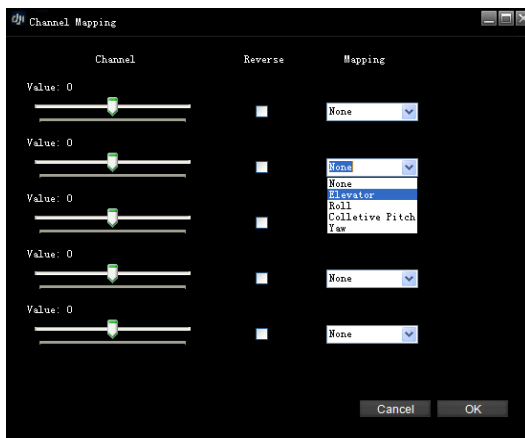 dji Channel Mapping
Channel Reverse Mapping
Value: 0
None
Value: 0
None
None
Elevator
Roll
Colletive Pitch
Yaw
Value: 0
Value: 0
None
Value: 0
None
Cancel OK